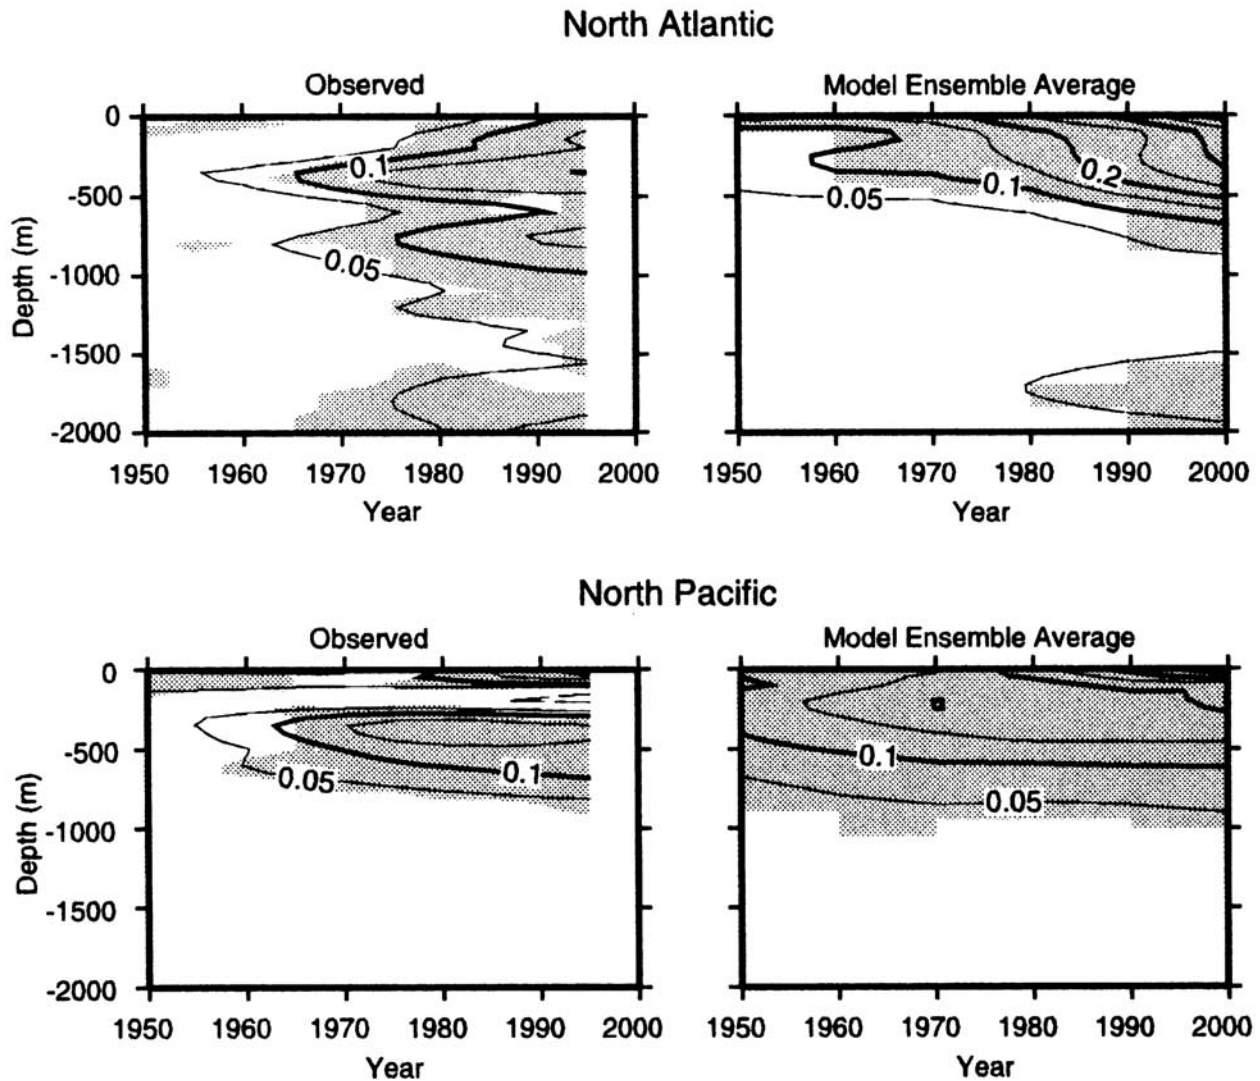 North Atlantic
Observed
Model Ensemble Average
0
-500
-1000
-1500
-2000
Depth (m)
0.1
0.05
0.2
0.1
0.05
1950 1960 1970 1980 1990 2000
1950 1960 1970 1980 1990 2000
Year
Year
North Pacific
Observed
Model Ensemble Average
0
-500
-1000
-1500
-2000
Depth (m)
0.05
0.1
0.1
0.05
1950 1960 1970 1980 1990 2000
1950 1960 1970 1980 1990 2000
Year
Year